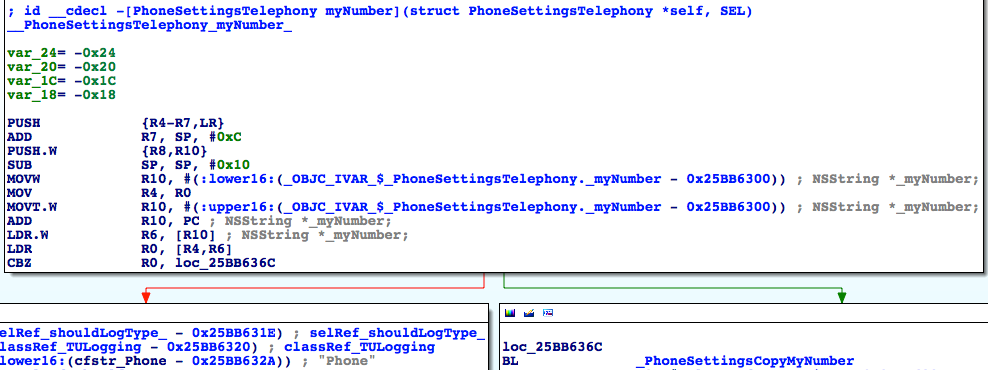 ; id __cdecl -[PhoneSettingsTelephony myNumber](struct PhoneSettingsTelephony *self, SEL)
__PhoneSettingsTelephony_myNumber_
var_24= -0x24
var_20= -0x20
var_1C= -0x1C
var_18= -0x18
PUSH {R4-R7,LR}
ADD R7, SP, #0xC
PUSH.W {R8,R10}
SUB SP, SP, #0x10
MOVW R10, #(:lower16:(_OBJC_IVAR_$_PhoneSettingsTelephony._myNumber - 0x25BB6300)) ; NSString *_myNumber;
MOV R4, R0
MOVT.W R10, #(:upper16:(_OBJC_IVAR_$_PhoneSettingsTelephony._myNumber - 0x25BB6300)) ; NSString *_myNumber;
ADD R10, PC ; NSString *_myNumber;
LDR.W R6, [R10] ; NSString *_myNumber;
LDR R0, [R4,R6]
CBZ R0, loc_25BB636C
elRef_shouldLogType_ - 0x25BB631E) ; selRef_shouldLogType_
lassRef_TULogging - 0x25BB6320) ; classRef_TULogging
lower16:(cfstr_Phone - 0x25BB632A)) ; "Phone"
loc_25BB636C
BL _PhoneSettingsCopyMyNumber